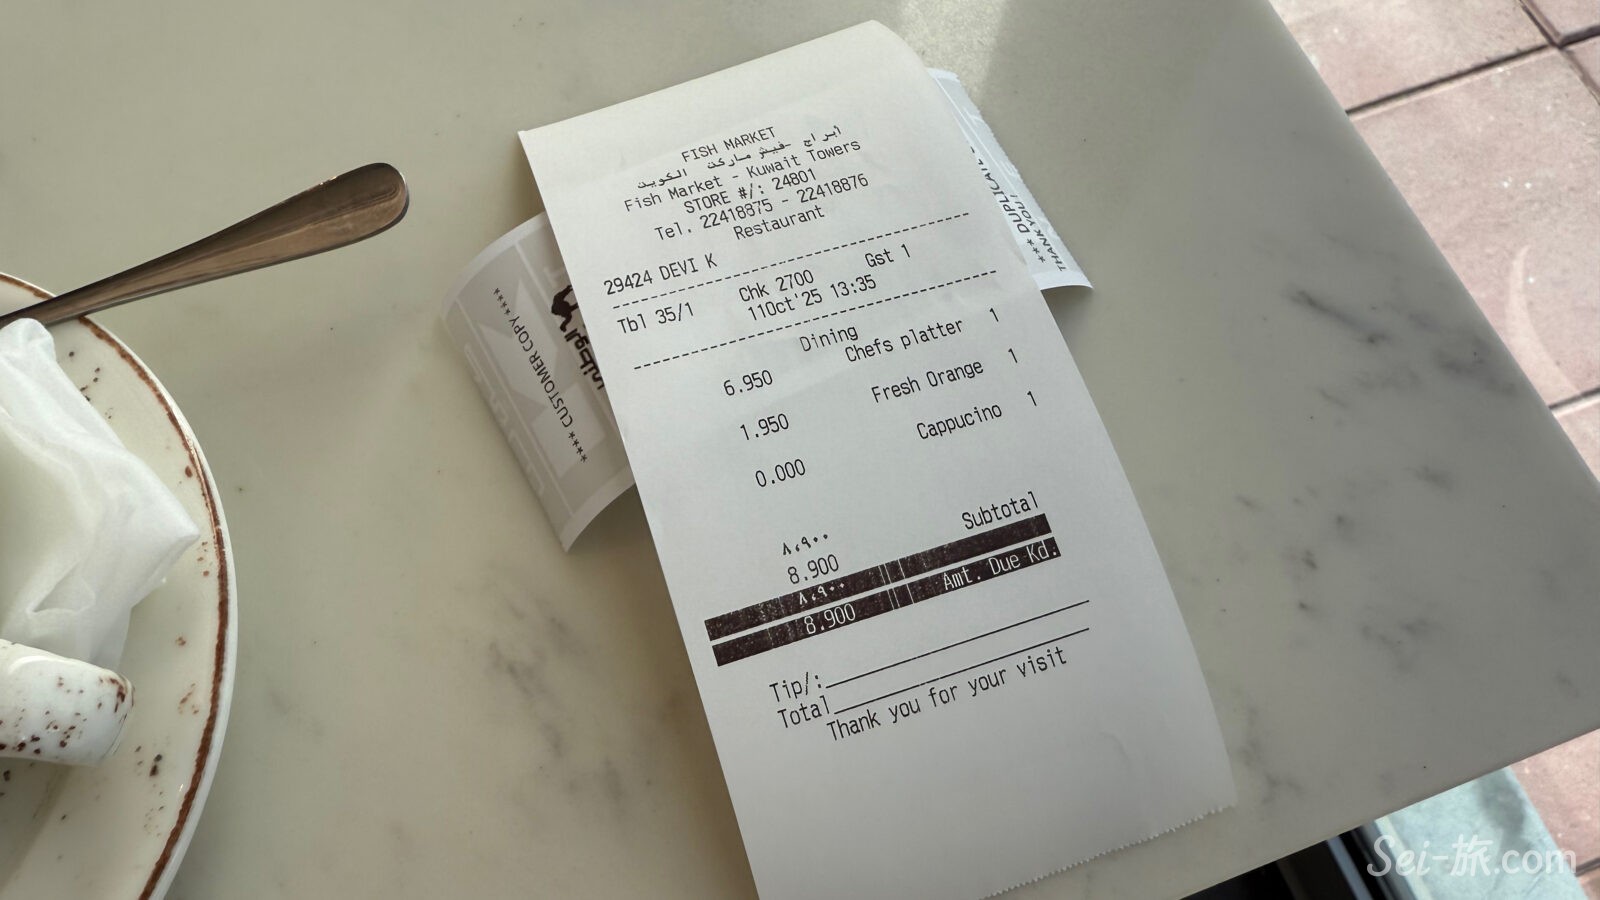 FISH MARKET
أبراج فيش ماركت الكويت
Fish Market - Kuwait Towers
STORE #/: 24801
Tel. 22418875 - 22418876
Restaurant
29424 DEVI K
Tbl 35/1 Chk 2700 Gst 1
11Oct'25 13:35
Dining
Chefs platter 1
6.950
Fresh Orange 1
1.950
Cappucino 1
0.000
Subtotal
٨،٩٠٠
8.900
Amt. Due Kd.
٨،٩٠٠
8.900
Tip/:
Total
Thank you for your visit
**** CUSTOMER COPY ****
*** DUPLICATE
THANK YOU!
Sei-旅.com